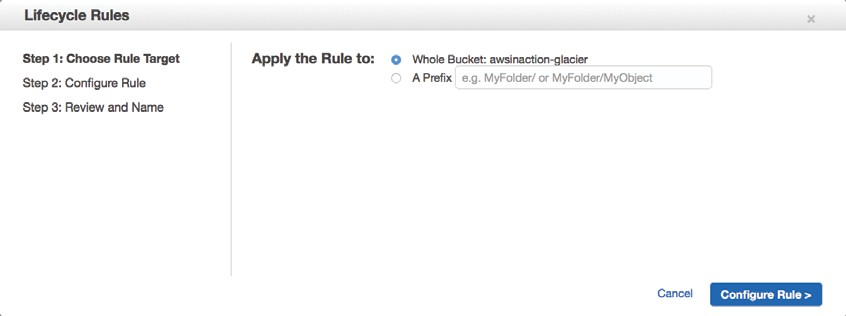 Lifecycle Rules
×
Step 1: Choose Rule Target
Step 2: Configure Rule
Step 3: Review and Name
Apply the Rule to:
Whole Bucket: awsinaction-glacier
A Prefix e.g. MyFolder/ or MyFolder/MyObject
Cancel
Configure Rule >